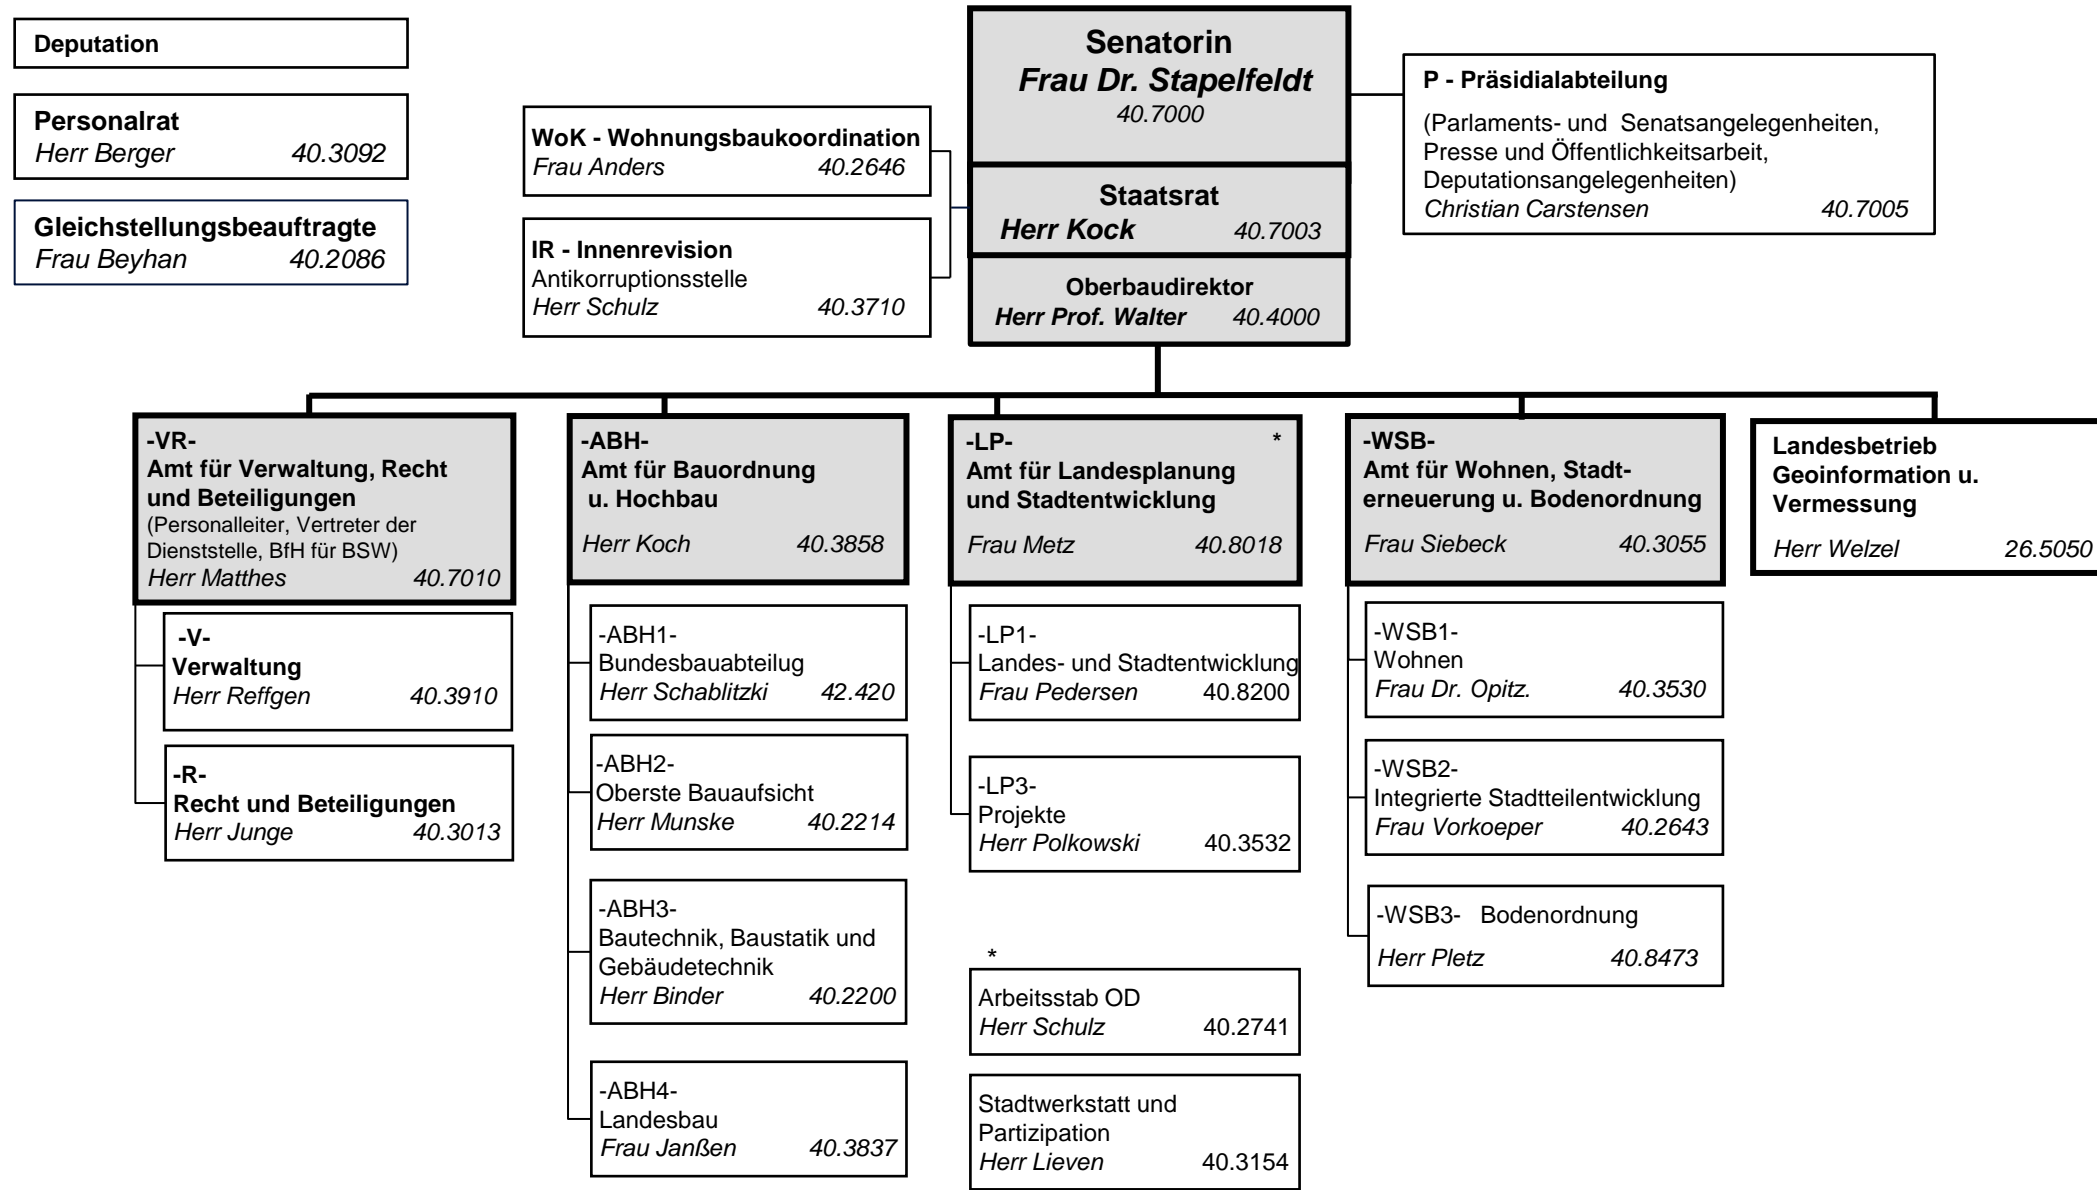 Deputation
Personalrat
Herr Berger 40.3092
Gleichstellungsbeauftragte
Frau Beyhan 40.2086
WoK - Wohnungsbaukoordination
Frau Anders 40.2646
IR - Innenrevision
Antikorruptionsstelle
Herr Schulz 40.3710
Senatorin
Frau Dr. Stapelfeldt
40.7000
Staatsrat
Herr Kock 40.7003
Oberbaudirektor
Herr Prof. Walter 40.4000
P - Präsidialabteilung
(Parlaments- und Senatsangelegenheiten,
Presse und Öffentlichkeitsarbeit,
Deputationsangelegenheiten)
Christian Carstensen 40.7005
-VR-
Amt für Verwaltung, Recht
und Beteiligungen
(Personalleiter, Vertreter der
Dienststelle, BfH für BSW)
Herr Matthes 40.7010
-V-
Verwaltung
Herr Reffgen 40.3910
-R-
Recht und Beteiligungen
Herr Junge 40.3013
-ABH-
Amt für Bauordnung
u. Hochbau
Herr Koch 40.3858
-ABH1-
Bundesbauabteilug
Herr Schablitzki 42.420
-ABH2-
Oberste Bauaufsicht
Herr Munske 40.2214
-ABH3-
Bautechnik, Baustatik und
Gebäudetechnik
Herr Binder 40.2200
-ABH4-
Landesbau
Frau Janßen 40.3837
-LP- *
Amt für Landesplanung
und Stadtentwicklung
Frau Metz 40.8018
-LP1-
Landes- und Stadtentwicklung
Frau Pedersen 40.8200
-LP3-
Projekte
Herr Polkowski 40.3532
*
Arbeitsstab OD
Herr Schulz 40.2741
Stadtwerkstatt und
Partizipation
Herr Lieven 40.3154
-WSB-
Amt für Wohnen, Stadt-
erneuerung u. Bodenordnung
Frau Siebeck 40.3055
-WSB1-
Wohnen
Frau Dr. Opitz. 40.3530
-WSB2-
Integrierte Stadtteilentwicklung
Frau Vorkoeper 40.2643
-WSB3- Bodenordnung
Herr Pletz 40.8473
Landesbetrieb
Geoinformation u.
Vermessung
Herr Welzel 26.5050